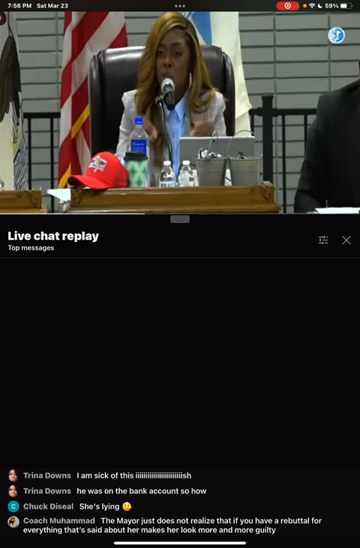 7:56 PM Sat Mar 23
59%
Live chat replay
Top messages
Trina Downs I am sick of this iiiiiiiiiiiiiiiiiiiiiiiish
Trina Downs he was on the bank account so how
C Chuck Diseal She's lying
Coach Muhammad The Mayor just does not realize that if you have a rebuttal for
everything that's said about her makes her look more and more guilty